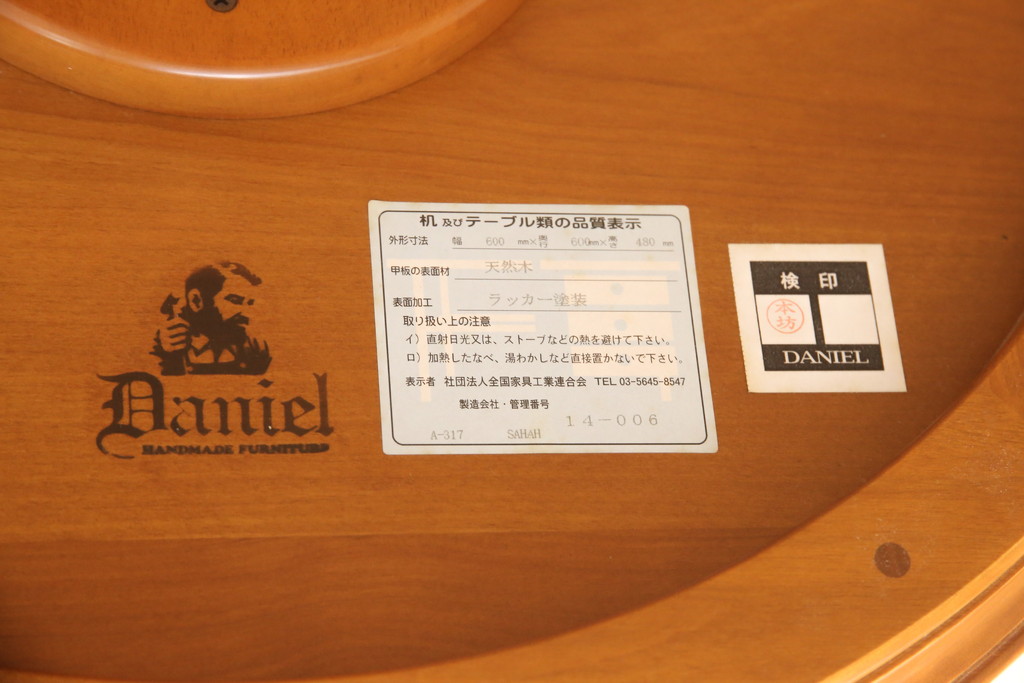 Daniel
HANDMADE FURNITURE
机 及び テーブル類の品質表示
外形寸法 幅 600 mm× 奥行 600mm× 高さ 480 mm
甲板の表面材 天然木
表面加工 ラッカー塗装
取り扱い上の注意
イ）直射日光又は、ストーブなどの熱を避けて下さい。
ロ）加熱したなべ、湯わかしなど直接置かないで下さい。
表示者 社団法人全国家具工業連合会 TEL 03-5645-8547
製造会社・管理番号
14-006
A-317 SAHAH
検 印
本坊
DANIEL